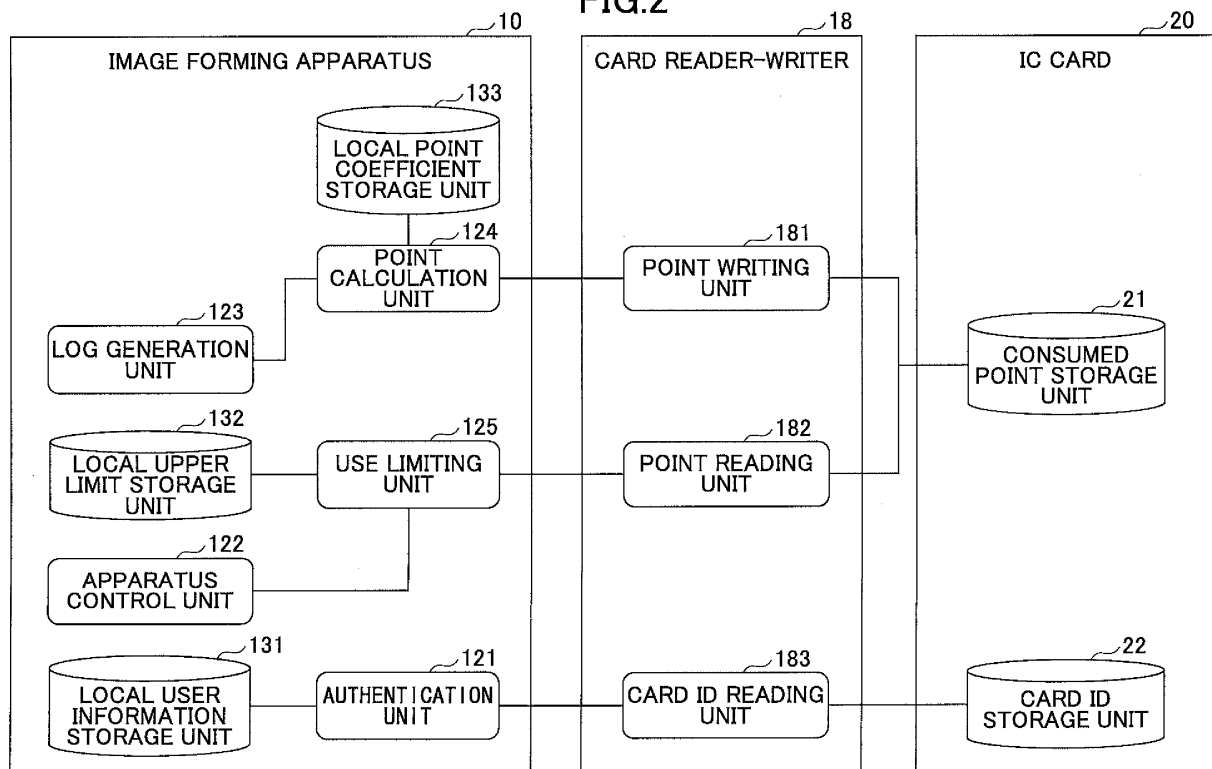 FIG.2
10
IMAGE FORMING APPARATUS
133
LOCAL POINT
COEFFICIENT
STORAGE UNIT
124
POINT
CALCULATION
UNIT
123
LOG GENERATION
UNIT
132
LOCAL UPPER
LIMIT STORAGE
UNIT
125
USE LIMITING
UNIT
122
APPARATUS
CONTROL UNIT
131
LOCAL USER
INFORMATION
STORAGE UNIT
121
AUTHENTICATION
UNIT
18
CARD READER-WRITER
181
POINT WRITING
UNIT
182
POINT READING
UNIT
183
CARD ID READING
UNIT
20
IC CARD
21
CONSUMED
POINT STORAGE
UNIT
22
CARD ID
STORAGE UNIT